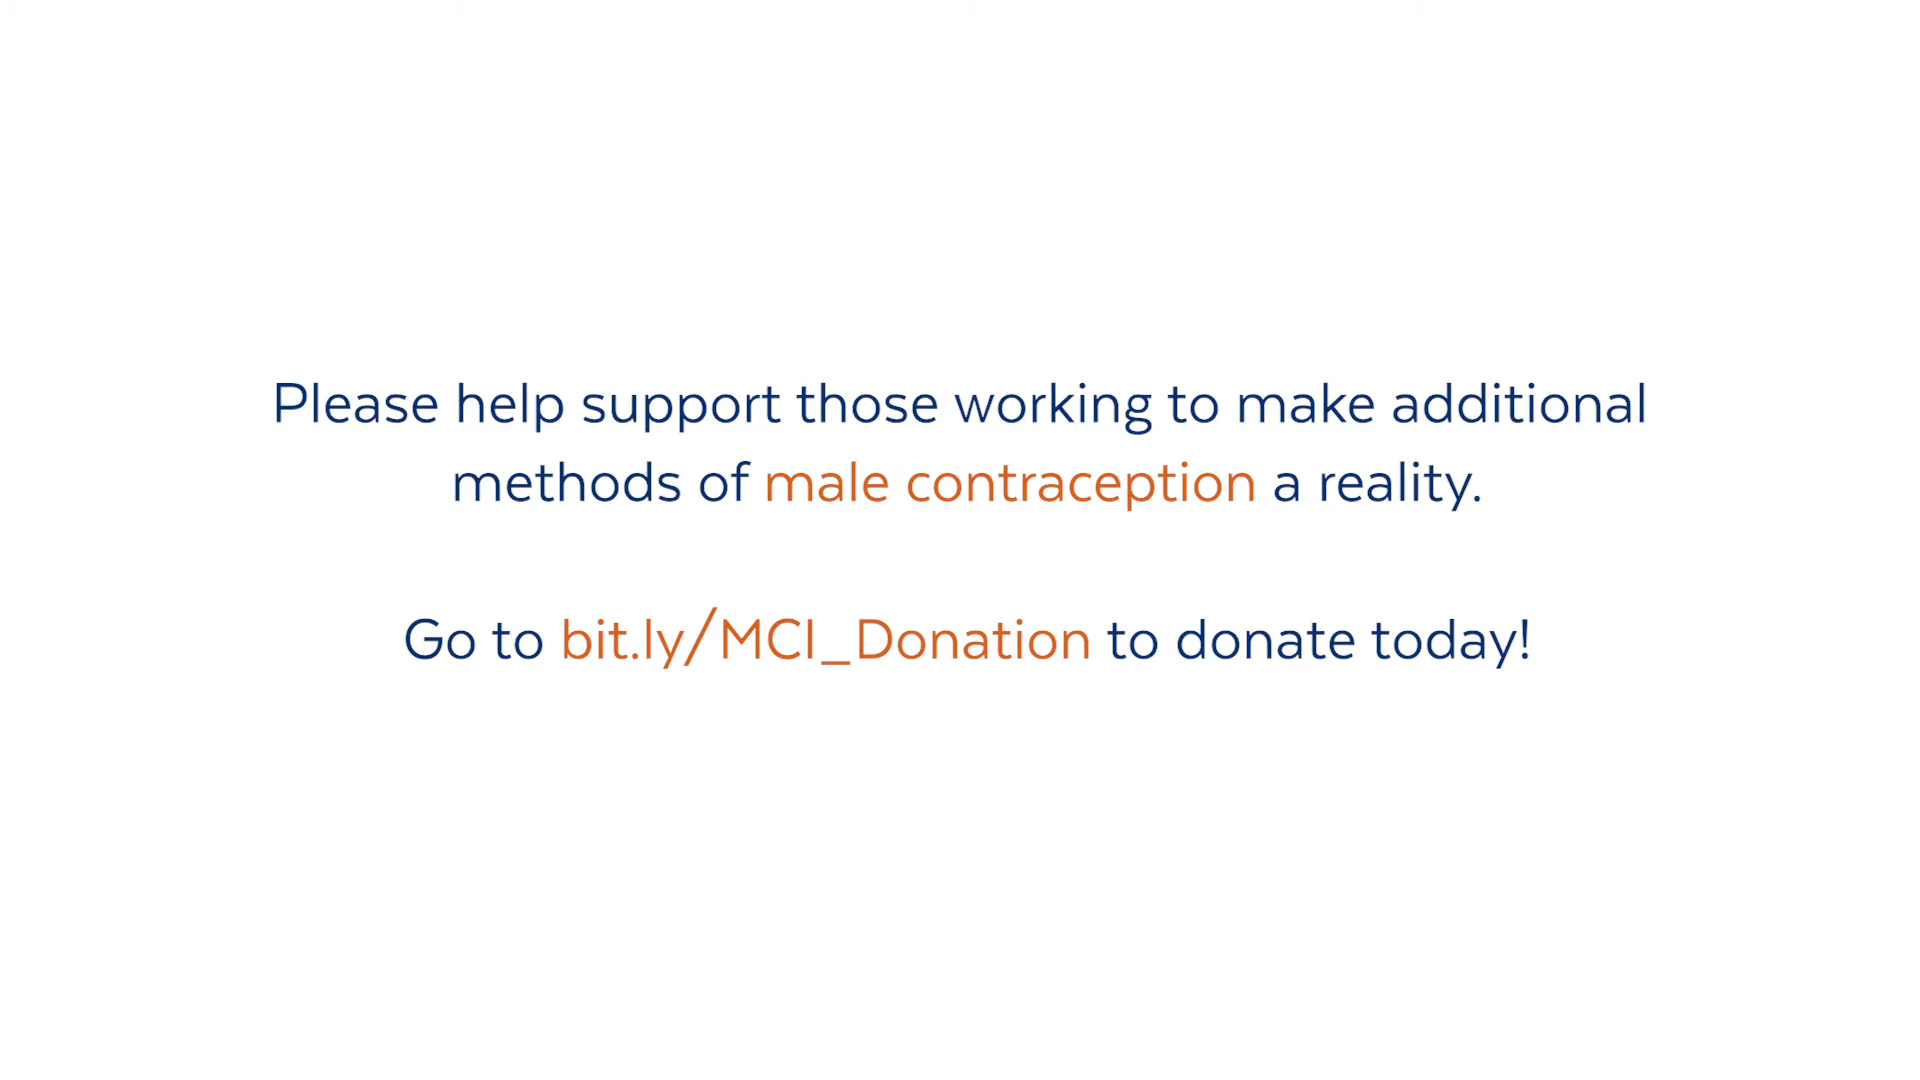 Please help support those working to make additional
methods of male contraception a reality.
Go to bit.ly/MCI_Donation to donate today!